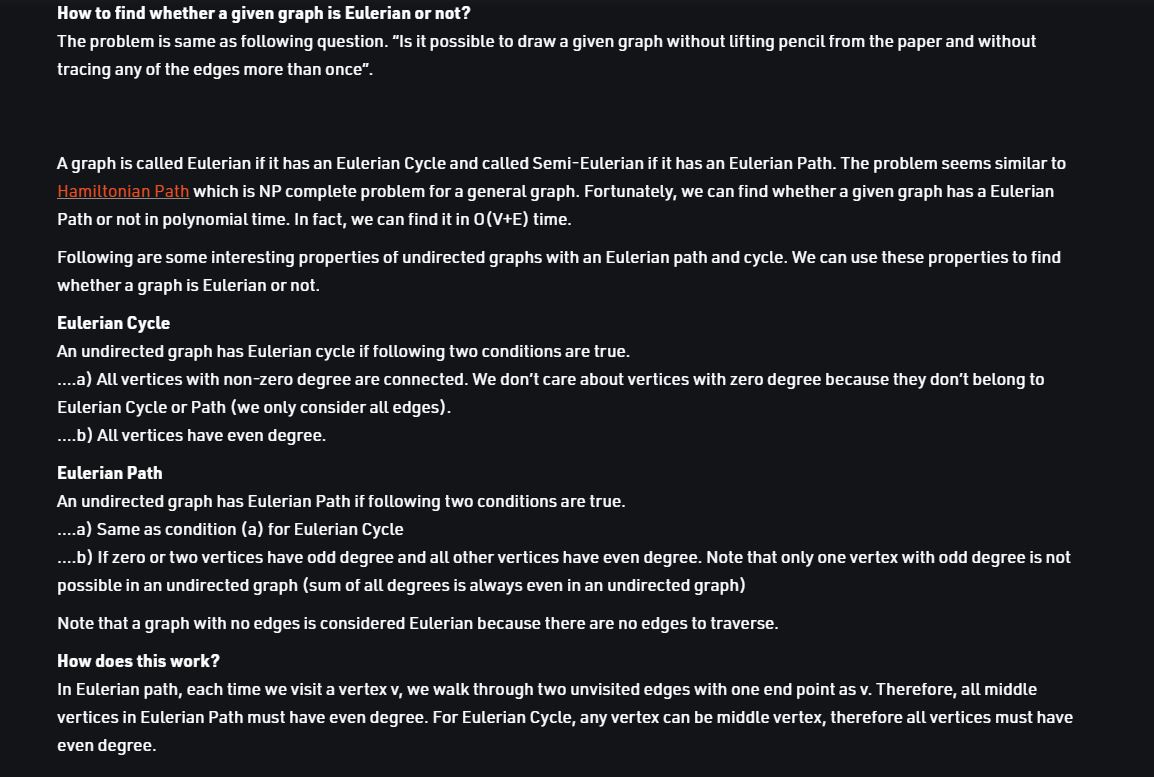 How to find whether a given graph is Eulerian or not?
The problem is same as following question. “Is it possible to draw a given graph without lifting pencil from the paper and without
tracing any of the edges more than once”.
A graph is called Eulerian if it has an Eulerian Cycle and called Semi-Eulerian if it has an Eulerian Path. The problem seems similar to
Hamiltonian Path which is NP complete problem for a general graph. Fortunately, we can find whether a given graph has a Eulerian
Path or not in polynomial time. In fact, we can find it in O(V+E) time.
Following are some interesting properties of undirected graphs with an Eulerian path and cycle. We can use these properties to find
whether a graph is Eulerian or not.
Eulerian Cycle
An undirected graph has Eulerian cycle if following two conditions are true.
....a) All vertices with non-zero degree are connected. We don’t care about vertices with zero degree because they don’t belong to
Eulerian Cycle or Path (we only consider all edges).
....b) All vertices have even degree.
Eulerian Path
An undirected graph has Eulerian Path if following two conditions are true.
....a) Same as condition (a) for Eulerian Cycle
....b) If zero or two vertices have odd degree and all other vertices have even degree. Note that only one vertex with odd degree is not
possible in an undirected graph (sum of all degrees is always even in an undirected graph)
Note that a graph with no edges is considered Eulerian because there are no edges to traverse.
How does this work?
In Eulerian path, each time we visit a vertex v, we walk through two unvisited edges with one end point as v. Therefore, all middle
vertices in Eulerian Path must have even degree. For Eulerian Cycle, any vertex can be middle vertex, therefore all vertices must have
even degree.